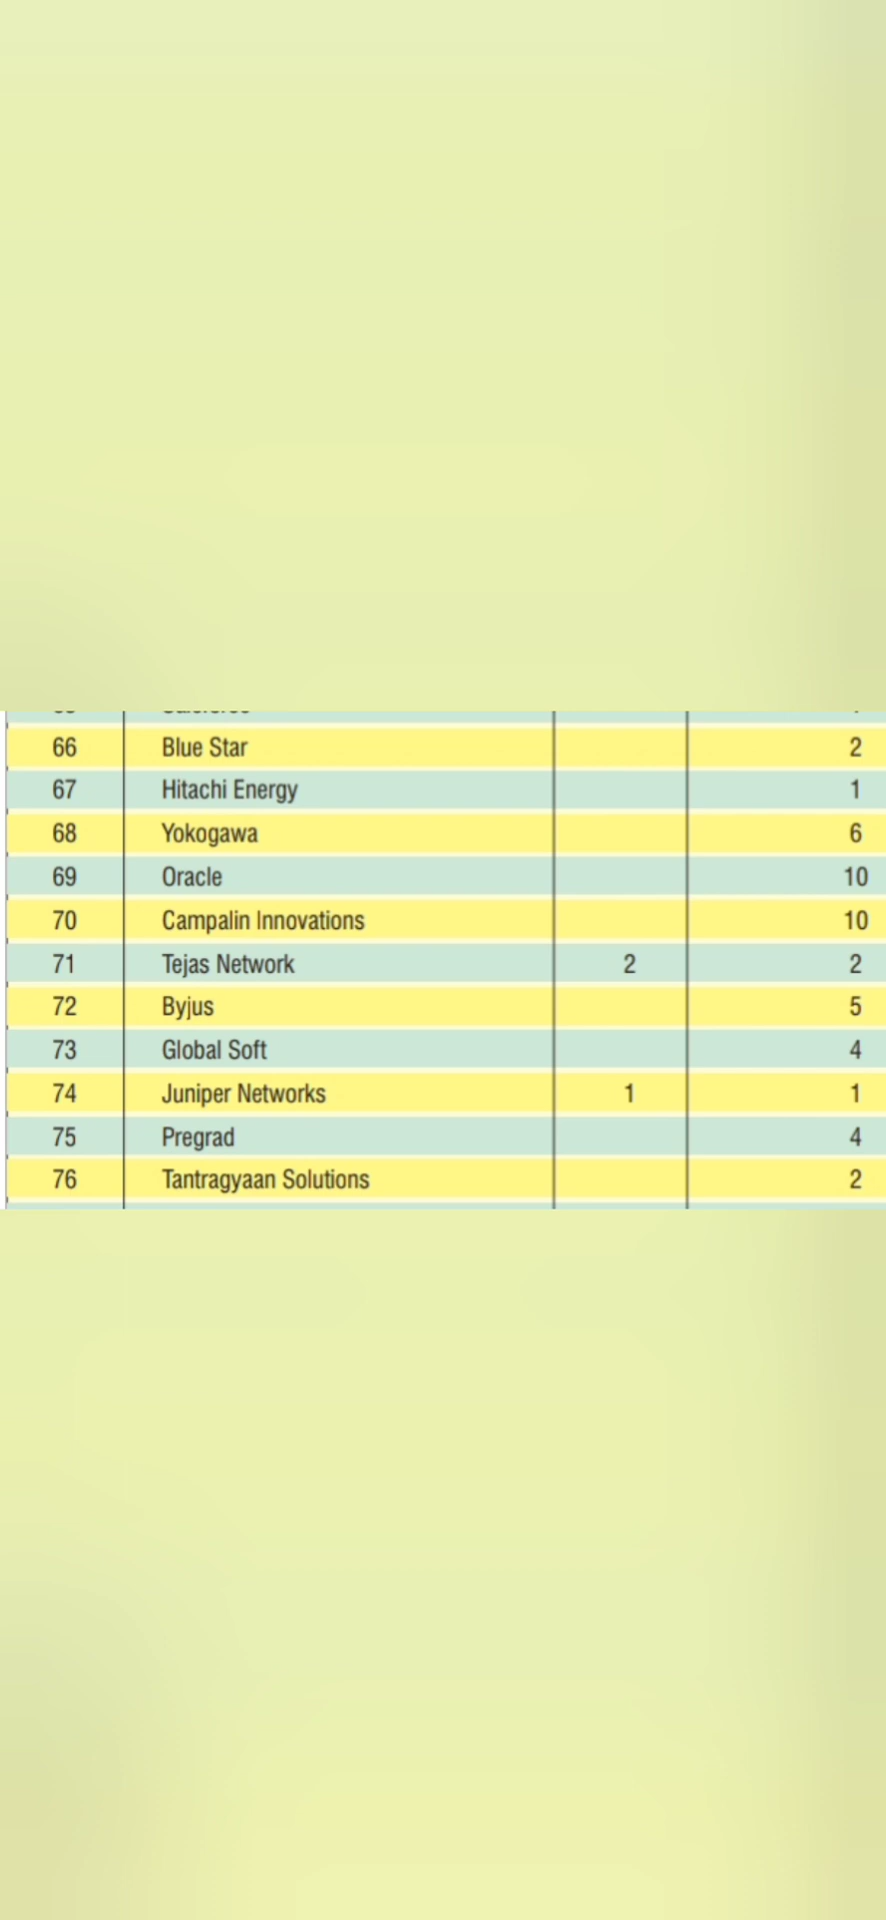 66 Blue Star 2
67 Hitachi Energy 1
68 Yokogawa 6
69 Oracle 10
70 Campalin Innovations 10
71 Tejas Network 2 2
72 Byjus 5
73 Global Soft 4
74 Juniper Networks 1 1
75 Pregrad 4
76 Tantragyaan Solutions 2